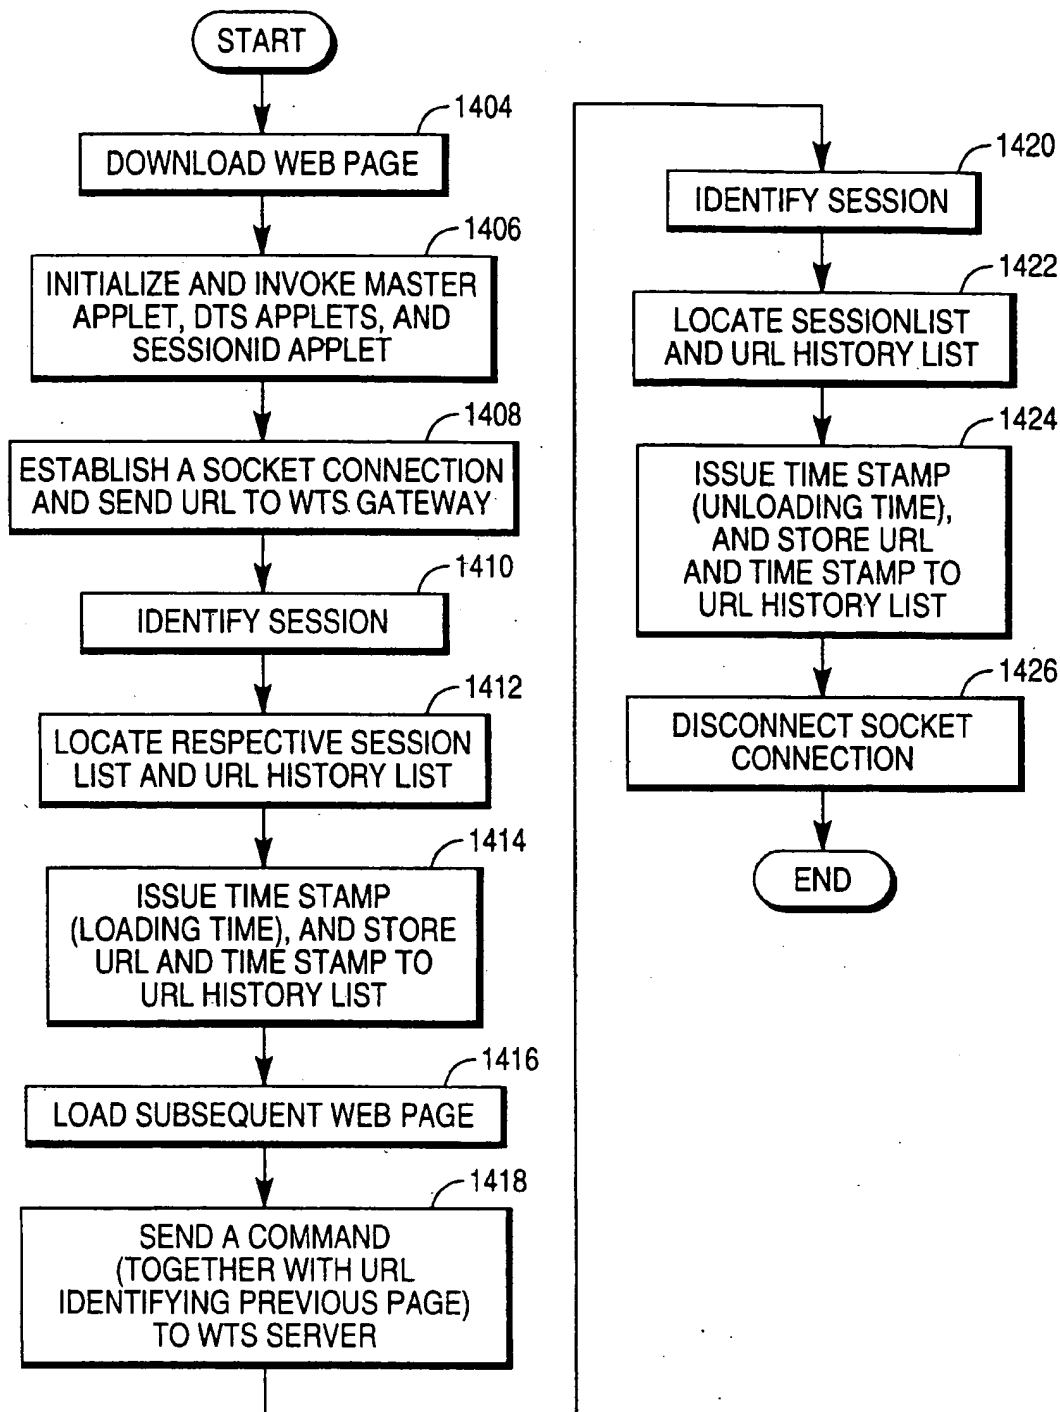 START
1404
DOWNLOAD WEB PAGE
1406
INITIALIZE AND INVOKE MASTER
APPLET, DTS APPLETS, AND
SESSIONID APPLET
1408
ESTABLISH A SOCKET CONNECTION
AND SEND URL TO WTS GATEWAY
1410
IDENTIFY SESSION
1412
LOCATE RESPECTIVE SESSION
LIST AND URL HISTORY LIST
1414
ISSUE TIME STAMP
(LOADING TIME), AND STORE
URL AND TIME STAMP TO
URL HISTORY LIST
1416
LOAD SUBSEQUENT WEB PAGE
1418
SEND A COMMAND
(TOGETHER WITH URL
IDENTIFYING PREVIOUS PAGE)
TO WTS SERVER
1420
IDENTIFY SESSION
1422
LOCATE SESSIONLIST
AND URL HISTORY LIST
1424
ISSUE TIME STAMP
(UNLOADING TIME),
AND STORE URL
AND TIME STAMP TO
URL HISTORY LIST
1426
DISCONNECT SOCKET
CONNECTION
END